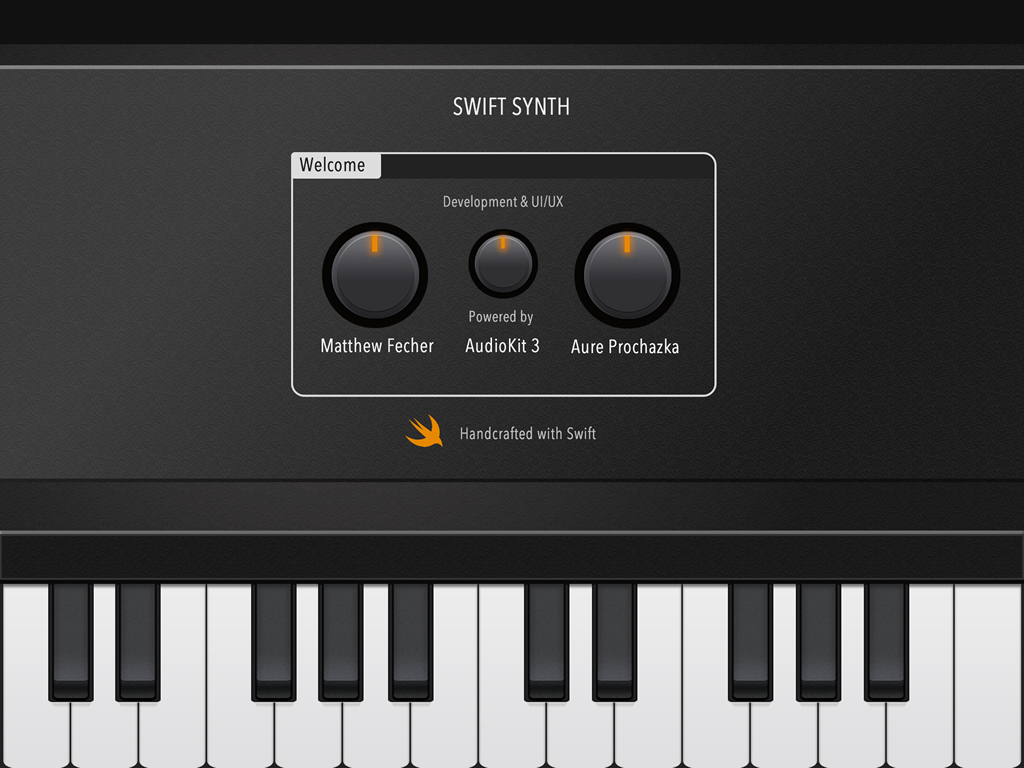 SWIFT SYNTH
Welcome
Development & UI/UX
Powered by
Matthew Fecher
AudioKit 3
Aure Prochazka
Handcrafted with Swift